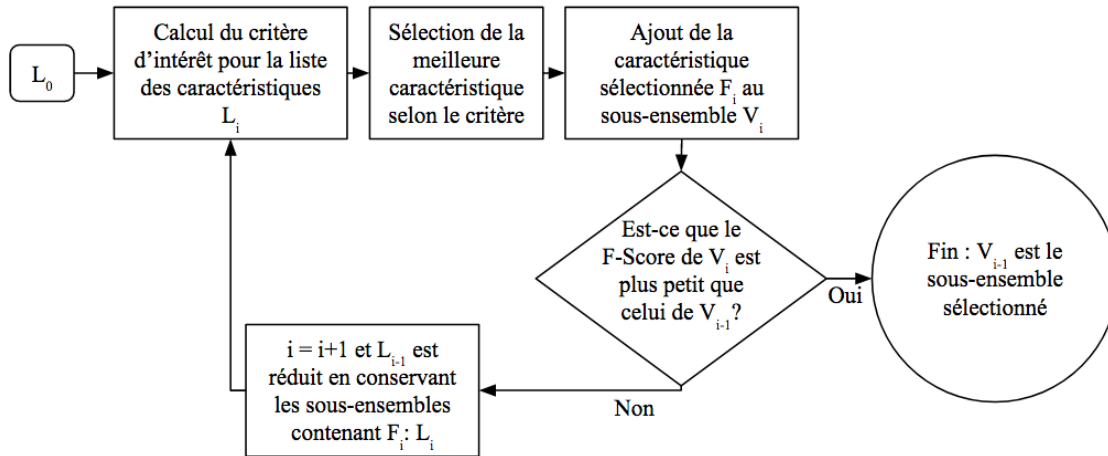 L₀
Calcul du critère
d'intérêt pour la liste
des caractéristiques
Lᵢ
Sélection de la
meilleure
caractéristique
selon le critère
Ajout de la
caractéristique
sélectionnée Fᵢ au
sous-ensemble Vᵢ
Est-ce que le
F-Score de Vᵢ est
plus petit que
celui de Vᵢ₋₁?
Oui
Fin : Vᵢ₋₁ est le
sous-ensemble
sélectionné
Non
i = i+1 et Lᵢ₋₁ est
réduit en conservant
les sous-ensembles
contenant Fᵢ: Lᵢ